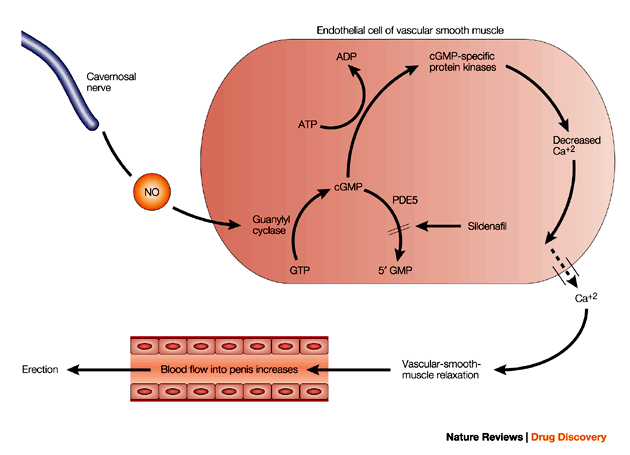 Endothelial cell of vascular smooth muscle
Cavernosal
nerve
NO
ADP
ATP
cGMP-specific
protein kinases
Decreased
Ca+2
cGMP
PDE5
Guanylyl
cyclase
Sildenafil
GTP
5′ GMP
Ca+2
Vascular-smooth-
muscle relaxation
Blood flow into penis increases
Erection
Nature Reviews | Drug Discovery